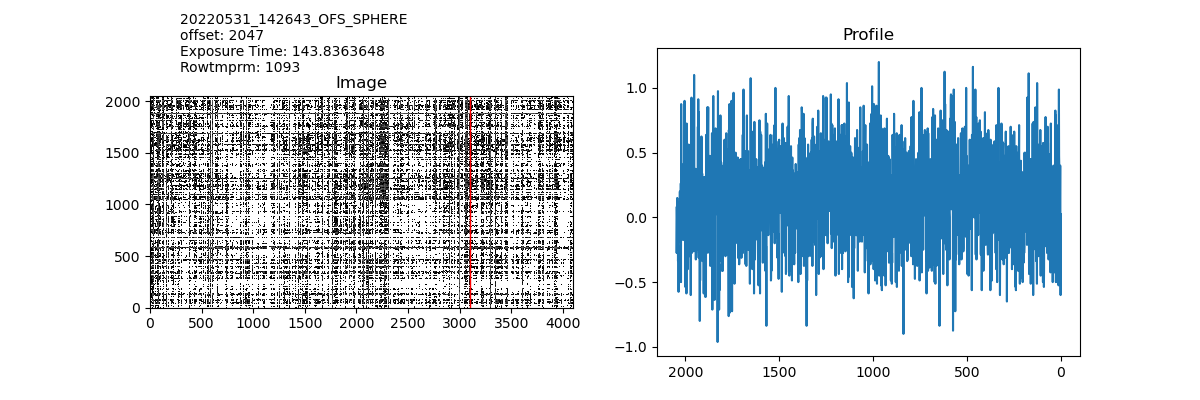 20220531_142643_OFS_SPHERE
offset: 2047
Exposure Time: 143.8363648
Rowtmprm: 1093
Image
2000
1500
1000
500
0
0 500 1000 1500 2000 2500 3000 3500 4000
Profile
1.0
0.5
0.0
−0.5
−1.0
2000 1500 1000 500 0